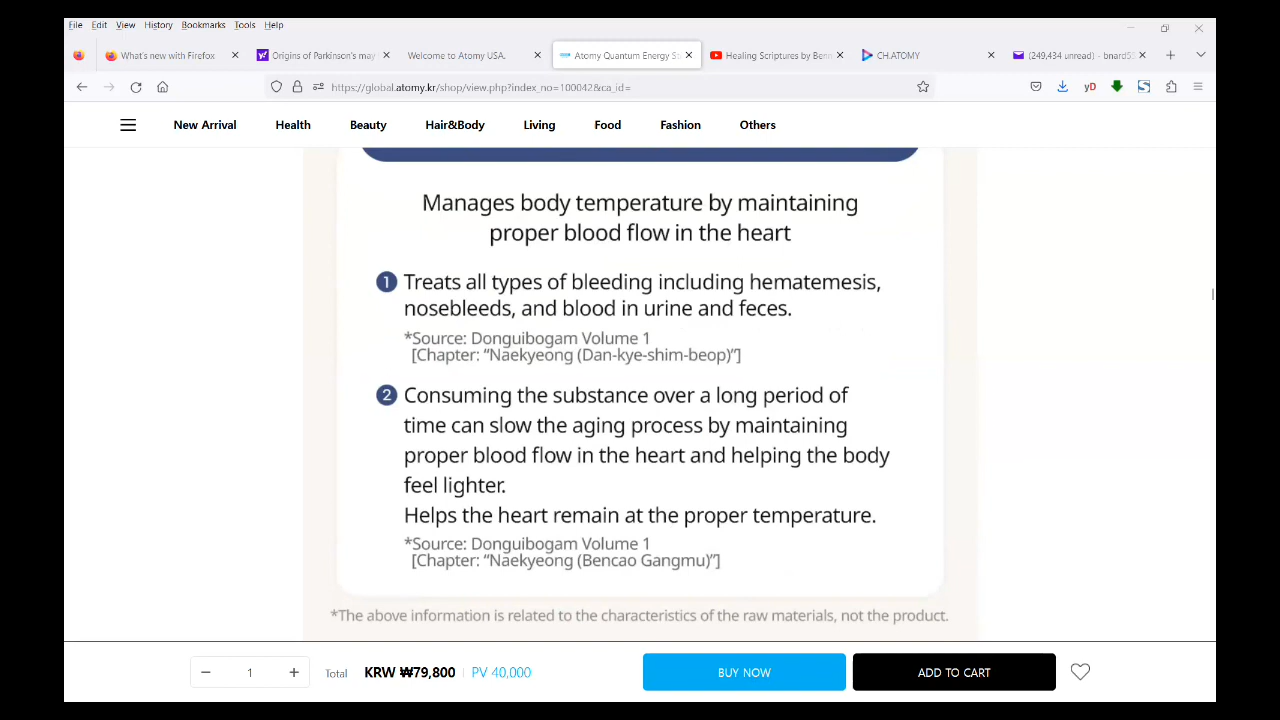 File Edit View History Bookmarks Tools Help
What's new with Firefox
Origins of Parkinson's may
Welcome to Atomy USA.
Atomy Quantum Energy St
Healing Scriptures by Benn
CH.ATOMY
(249,434 unread) - bnard55
https://global.atomy.kr/shop/view.php?index_no=100042&ca_id=
yD
New Arrival Health Beauty Hair&Body Living Food Fashion Others
Manages body temperature by maintaining
proper blood flow in the heart
1 Treats all types of bleeding including hematemesis,
nosebleeds, and blood in urine and feces.
*Source: Donguibogam Volume 1
[Chapter: “Naekyeong (Dan-kye-shim-beop)”]
2 Consuming the substance over a long period of
time can slow the aging process by maintaining
proper blood flow in the heart and helping the body
feel lighter.
Helps the heart remain at the proper temperature.
*Source: Donguibogam Volume 1
[Chapter: “Naekyeong (Bencao Gangmu)”]
*The above information is related to the characteristics of the raw materials, not the product.
− 1 + Total KRW ₩79,800 PV 40,000 BUY NOW ADD TO CART